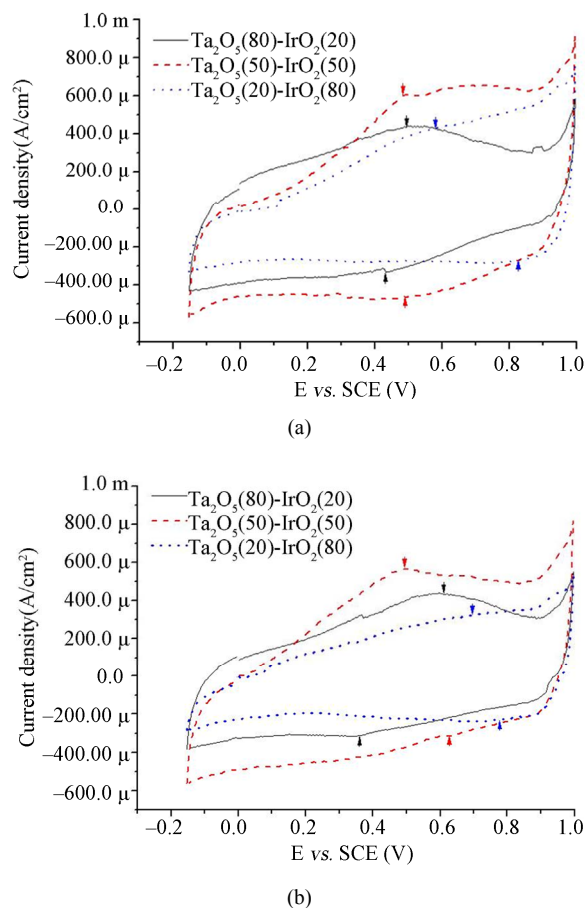 1.0 m
800.0 µ
600.0 µ
400.0 µ
200.0 µ
0.0
−200.00 µ
−400.00 µ
−600.0 µ
Current density(A/cm²)
Ta₂O₅(80)-IrO₂(20)
Ta₂O₅(50)-IrO₂(50)
Ta₂O₅(20)-IrO₂(80)
−0.2 0.0 0.2 0.4 0.6 0.8 1.0
E vs. SCE (V)
(a)
1.0 m
800.0 µ
600.0 µ
400.0 µ
200.0 µ
0.0
−200.00 µ
−400.00 µ
−600.0 µ
Current density(A/cm²)
Ta₂O₅(80)-IrO₂(20)
Ta₂O₅(50)-IrO₂(50)
Ta₂O₅(20)-IrO₂(80)
−0.2 0.0 0.2 0.4 0.6 0.8 1.0
E vs. SCE (V)
(b)